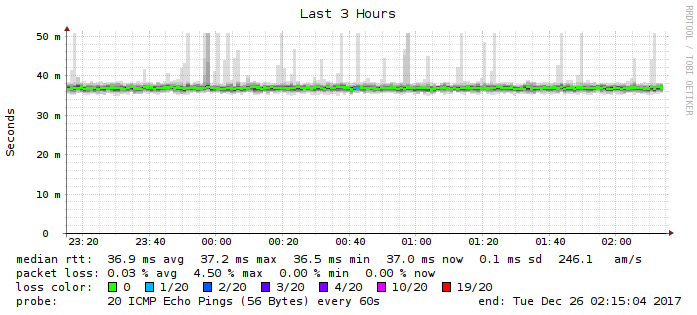 Last 3 Hours
RRDTOOL / TOBI OETIKER
Seconds
50 m
40 m
30 m
20 m
10 m
0
23:20 23:40 00:00 00:20 00:40 01:00 01:20 01:40 02:00
median rtt: 36.9 ms avg 37.2 ms max 36.5 ms min 37.0 ms now 0.1 ms sd 246.1 am/s
packet loss: 0.03 % avg 4.50 % max 0.00 % min 0.00 % now
loss color: 0 1/20 2/20 3/20 4/20 10/20 19/20
probe: 20 ICMP Echo Pings (56 Bytes) every 60s end: Tue Dec 26 02:15:04 2017